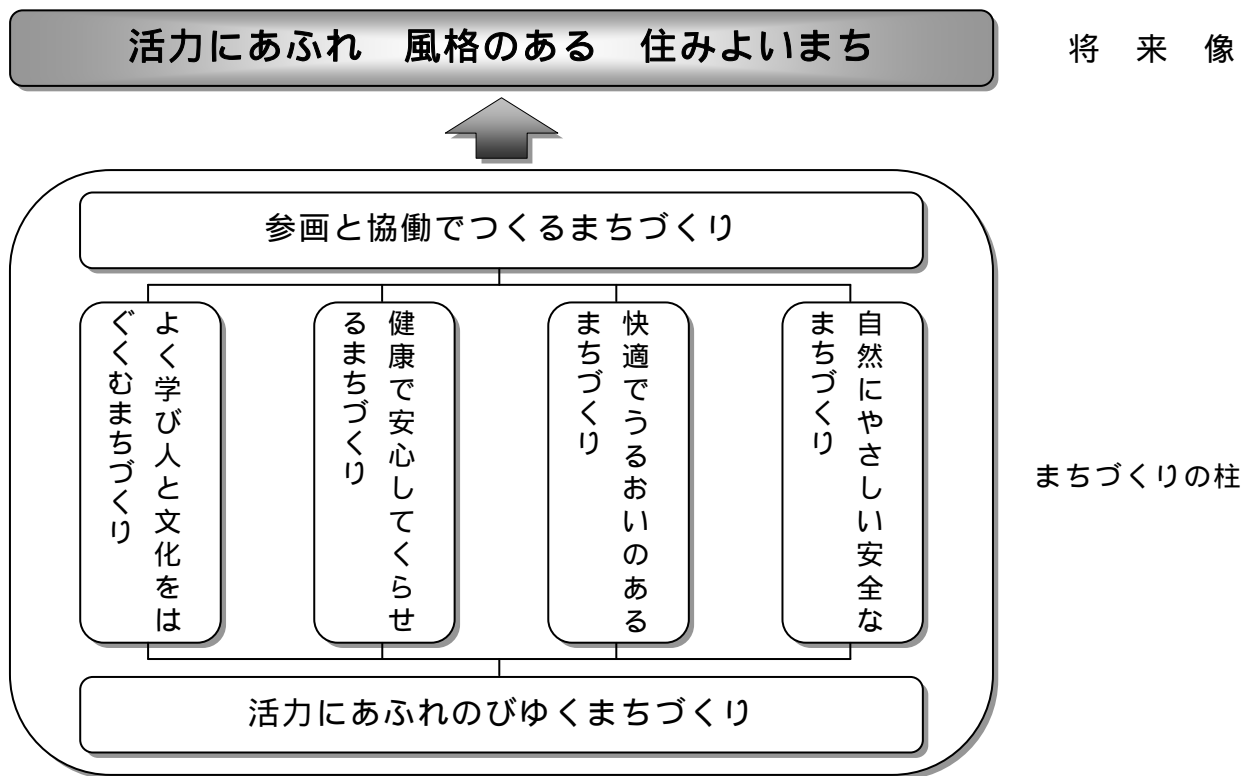 活力にあふれ　風格のある　住みよいまち
将　来　像
参画と協働でつくるまちづくり
よく学び人と文化をは
ぐくむまちづくり
健康で安心してくらせ
るまちづくり
快適でうるおいのある
まちづくり
自然にやさしい安全な
まちづくり
まちづくりの柱
活力にあふれのびゆくまちづくり